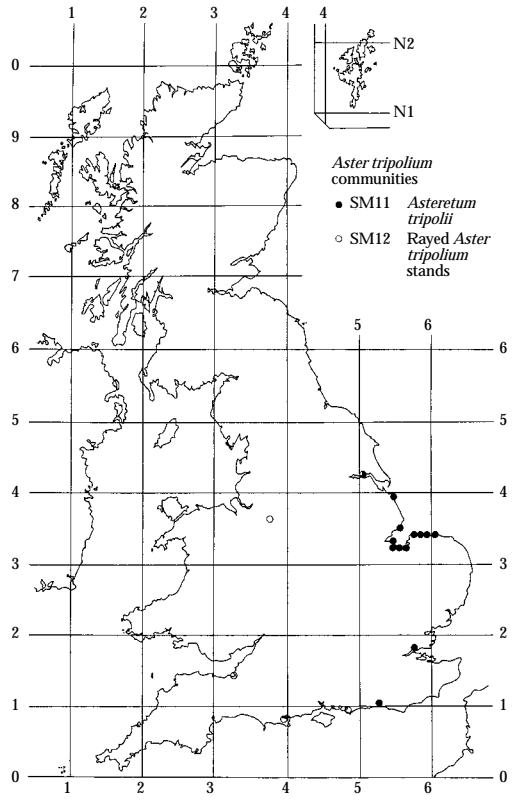 1 2 3 4 4
0 N2
N1
9
Aster tripolium
communities
8 ● SM11 Asteretum
tripolii
○ SM12 Rayed Aster
tripolium
stands
7
5 6
6 6
5 5
4 4
3 3
2 2
1 1
0 0
1 2 3 4 5 6